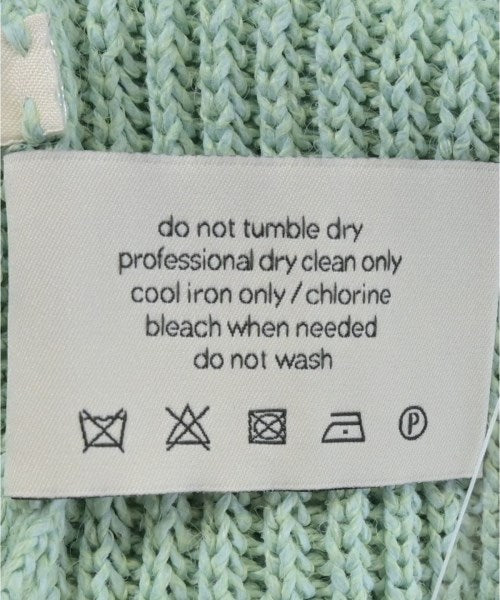 do not tumble dry
professional dry clean only
cool iron only / chlorine
bleach when needed
do not wash
P